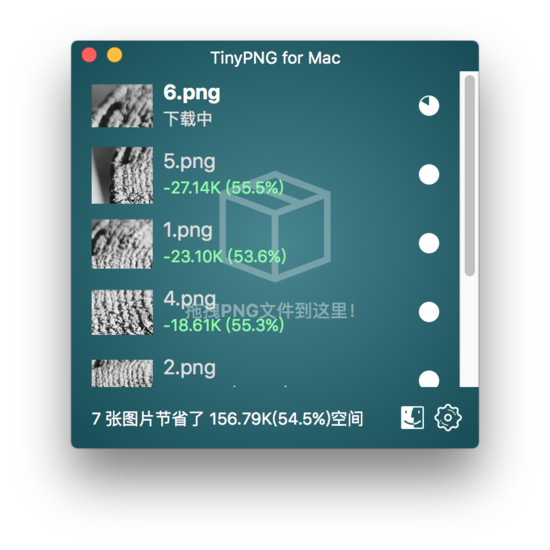 TinyPNG for Mac
6.png
下载中
5.png
-27.14K (55.5%)
1.png
-23.10K (53.6%)
4.png
拖拽PNG文件到这里!
-18.61K (55.3%)
2.png
7 张图片节省了 156.79K(54.5%)空间